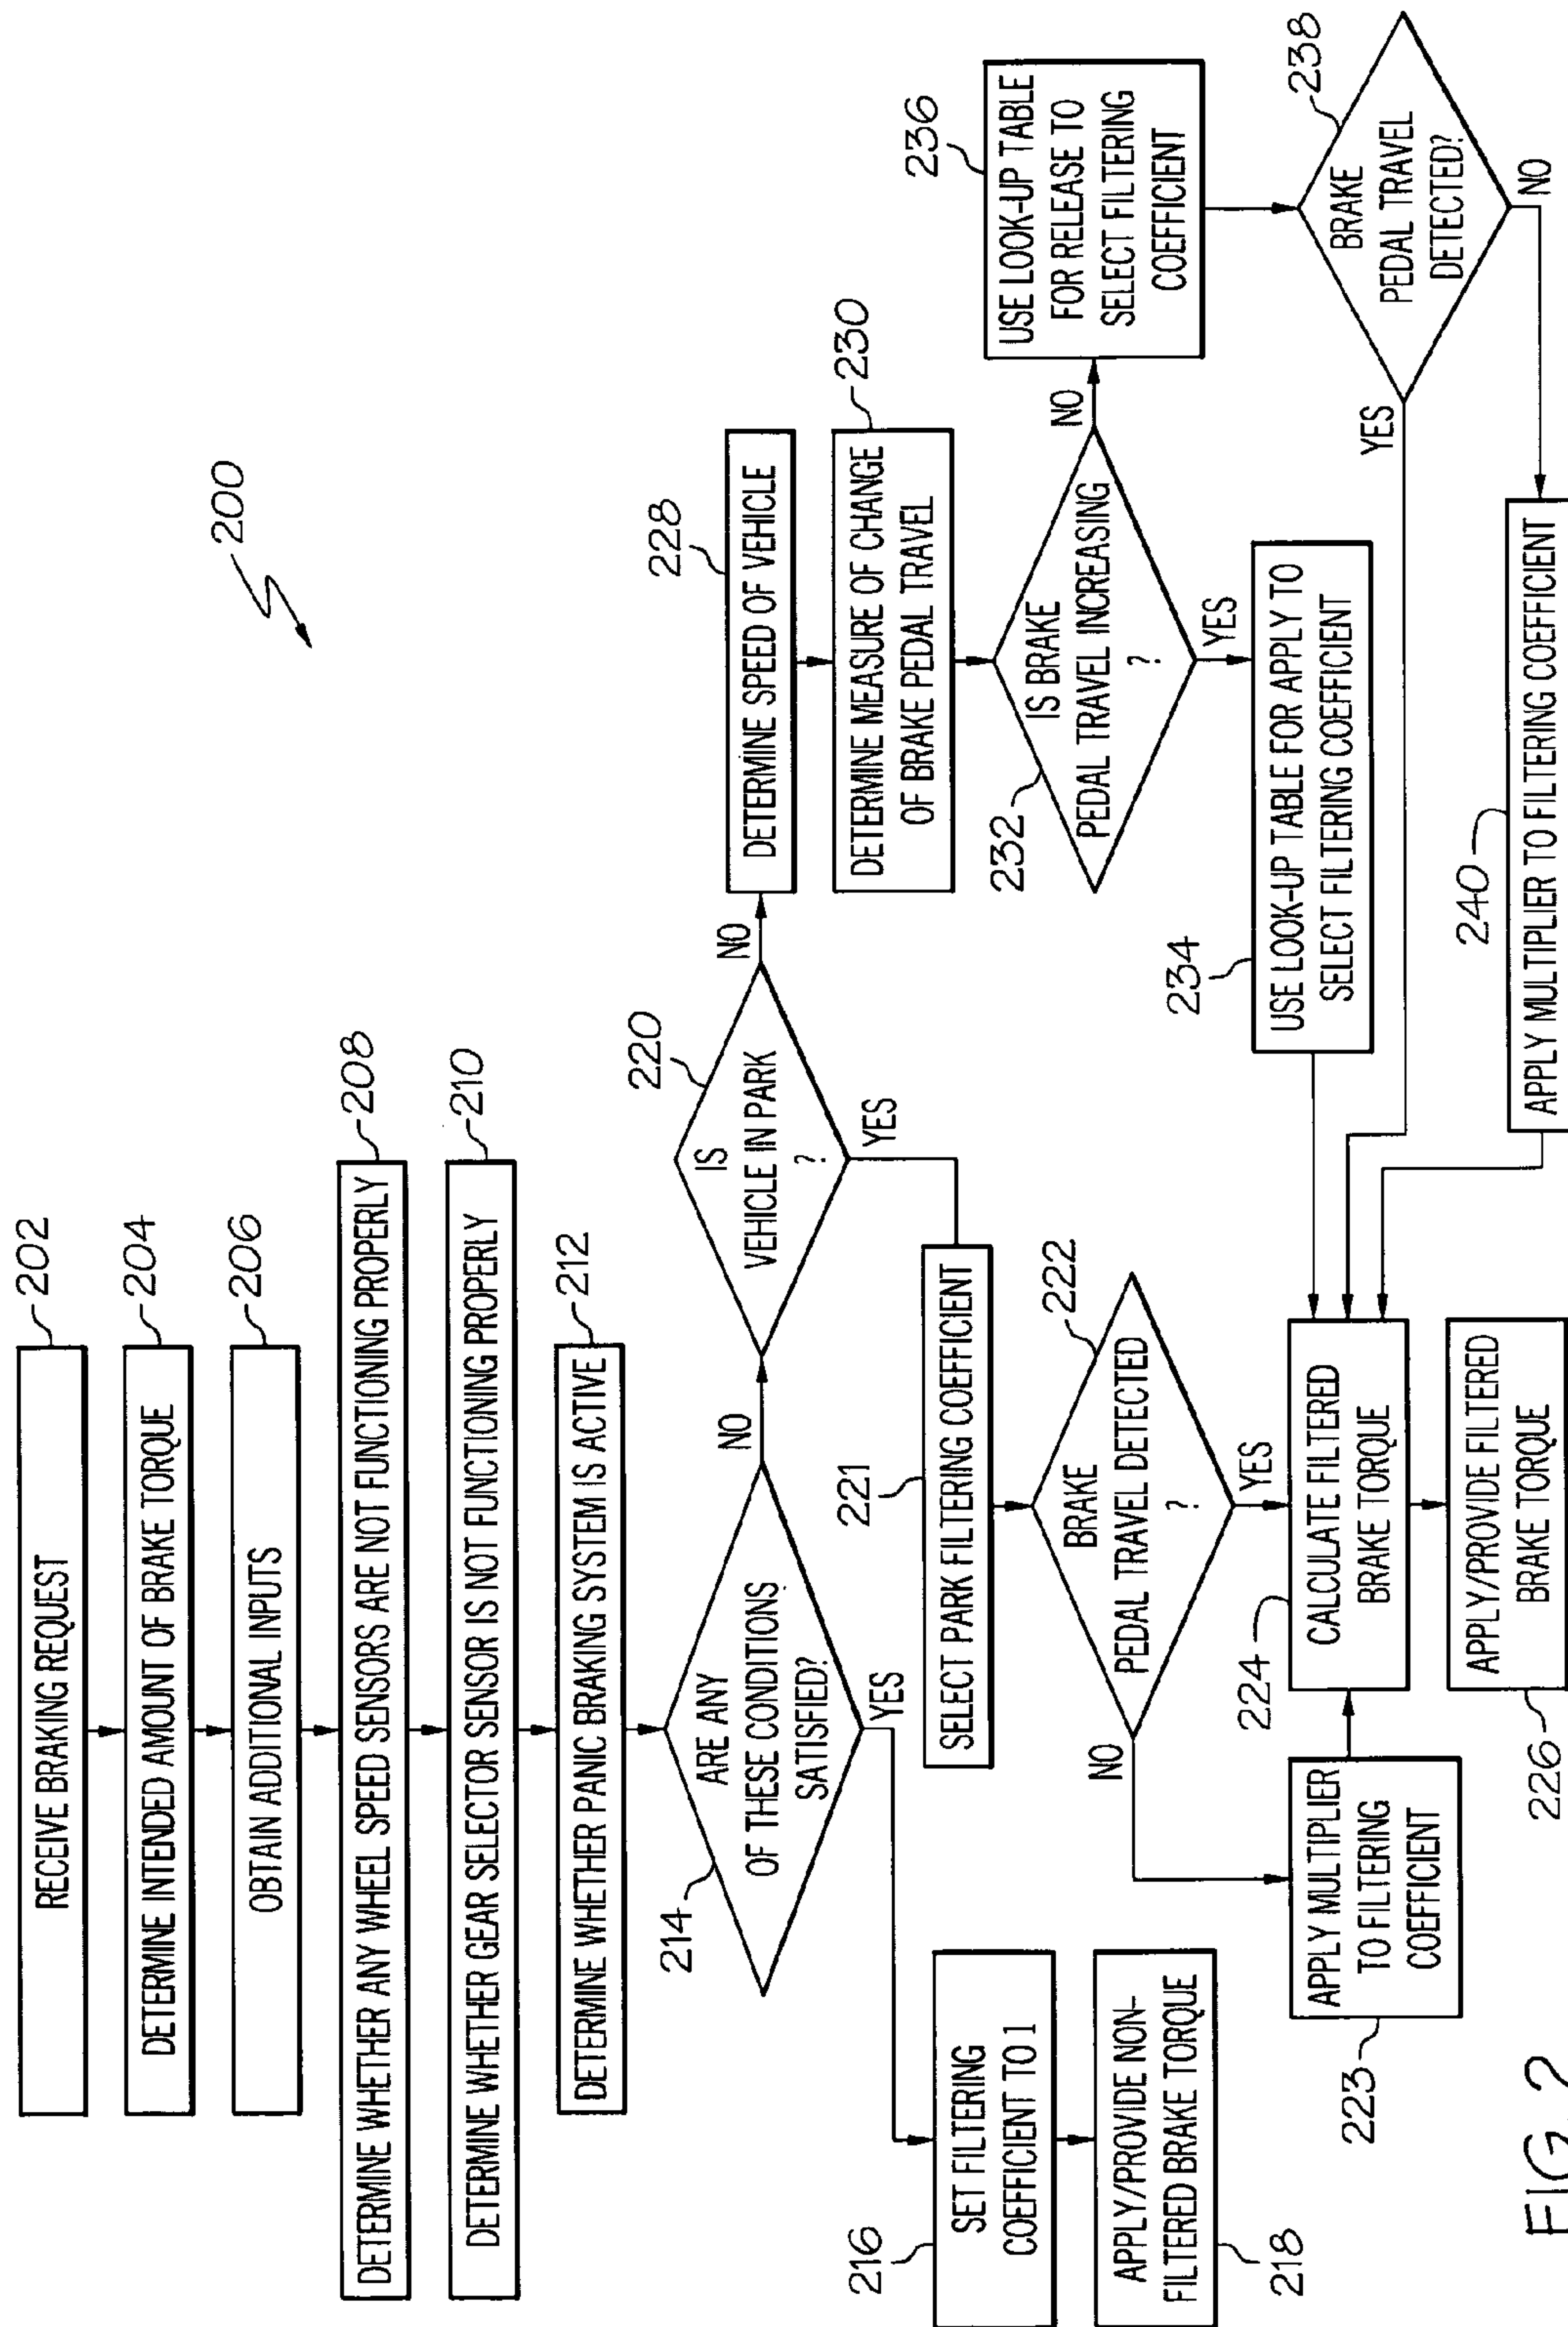 200
RECEIVE BRAKING REQUEST
202
DETERMINE INTENDED AMOUNT OF BRAKE TORQUE
204
OBTAIN ADDITIONAL INPUTS
206
DETERMINE WHETHER ANY WHEEL SPEED SENSORS ARE NOT FUNCTIONING PROPERLY
208
DETERMINE WHETHER GEAR SELECTOR SENSOR IS NOT FUNCTIONING PROPERLY
210
DETERMINE WHETHER PANIC BRAKING SYSTEM IS ACTIVE
212
214
ARE ANY
OF THESE CONDITIONS
SATISFIED?
NO
YES
216
SET FILTERING
COEFFICIENT TO 1
APPLY/PROVIDE NON-
FILTERED BRAKE TORQUE
218
220
IS
VEHICLE IN PARK
?
NO
YES
221
SELECT PARK FILTERING COEFFICIENT
222
BRAKE
PEDAL TRAVEL DETECTED
?
NO
YES
APPLY MULTIPLIER
TO FILTERING
COEFFICIENT
223
224
CALCULATE FILTERED
BRAKE TORQUE
APPLY/PROVIDE FILTERED
BRAKE TORQUE
226
228
DETERMINE SPEED OF VEHICLE
230
DETERMINE MEASURE OF CHANGE
OF BRAKE PEDAL TRAVEL
232
IS BRAKE
PEDAL TRAVEL INCREASING
?
NO
YES
234
USE LOOK-UP TABLE FOR APPLY TO
SELECT FILTERING COEFFICIENT
236
USE LOOK-UP TABLE
FOR RELEASE TO
SELECT FILTERING
COEFFICIENT
238
BRAKE
PEDAL TRAVEL
DETECTED?
YES
NO
240
APPLY MULTIPLIER TO FILTERING COEFFICIENT
FIG. 2